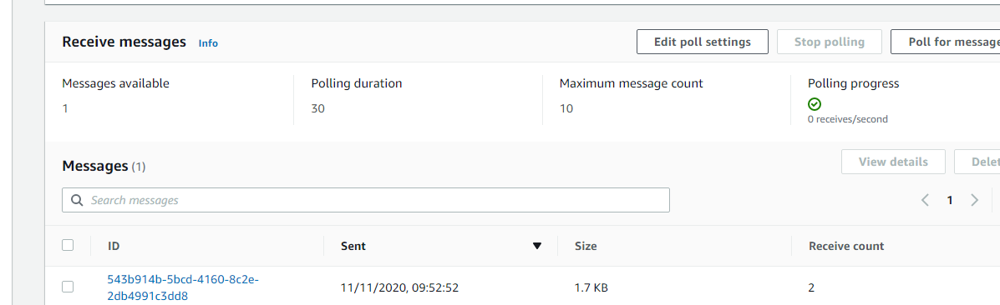 Receive messages Info Edit poll settings Stop polling Poll for message
Messages available Polling duration Maximum message count Polling progress
1 30 10
0 receives/second
Messages (1) View details Delet
Search messages 1
ID Sent Size Receive count
543b914b-5bcd-4160-8c2e-
2db4991c3dd8 11/11/2020, 09:52:52 1.7 KB 2